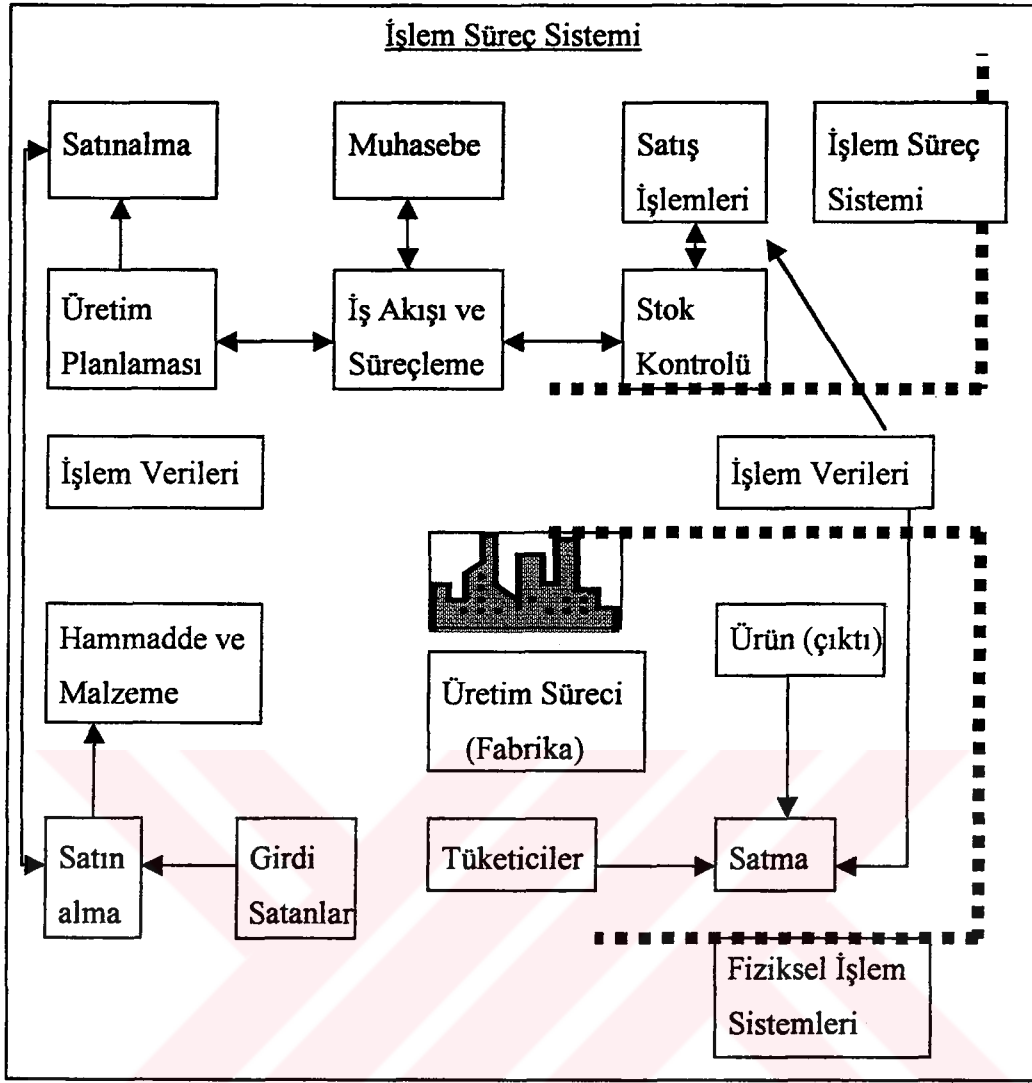 İşlem Süreç Sistemi
Satınalma
Muhasebe
Satış
İşlemleri
İşlem Süreç
Sistemi
Üretim
Planlaması
İş Akışı ve
Süreçleme
Stok
Kontrolü
İşlem Verileri
İşlem Verileri
Hammadde ve
Malzeme
Üretim Süreci
(Fabrika)
Ürün (çıktı)
Satın
alma
Girdi
Satanlar
Tüketiciler
Satma
Fiziksel İşlem
Sistemleri